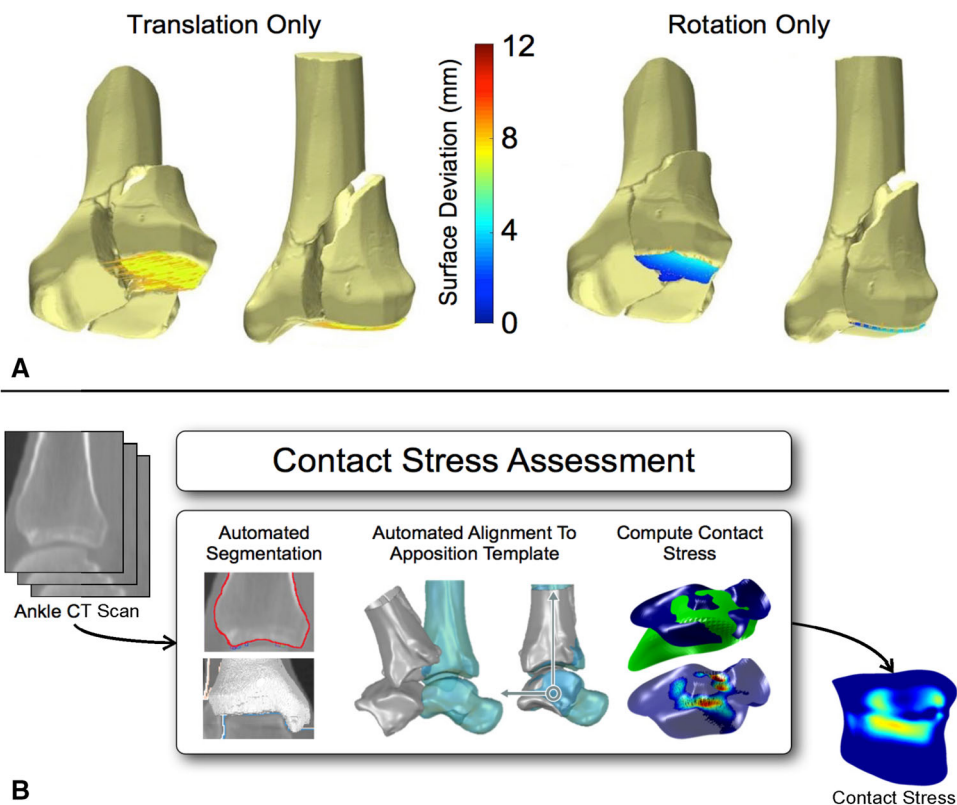 Translation Only
Rotation Only
Surface Deviation (mm)
12
8
4
0
A
Contact Stress Assessment
Ankle CT Scan
Automated
Segmentation
Automated Alignment To
Apposition Template
Compute Contact
Stress
Contact Stress
B